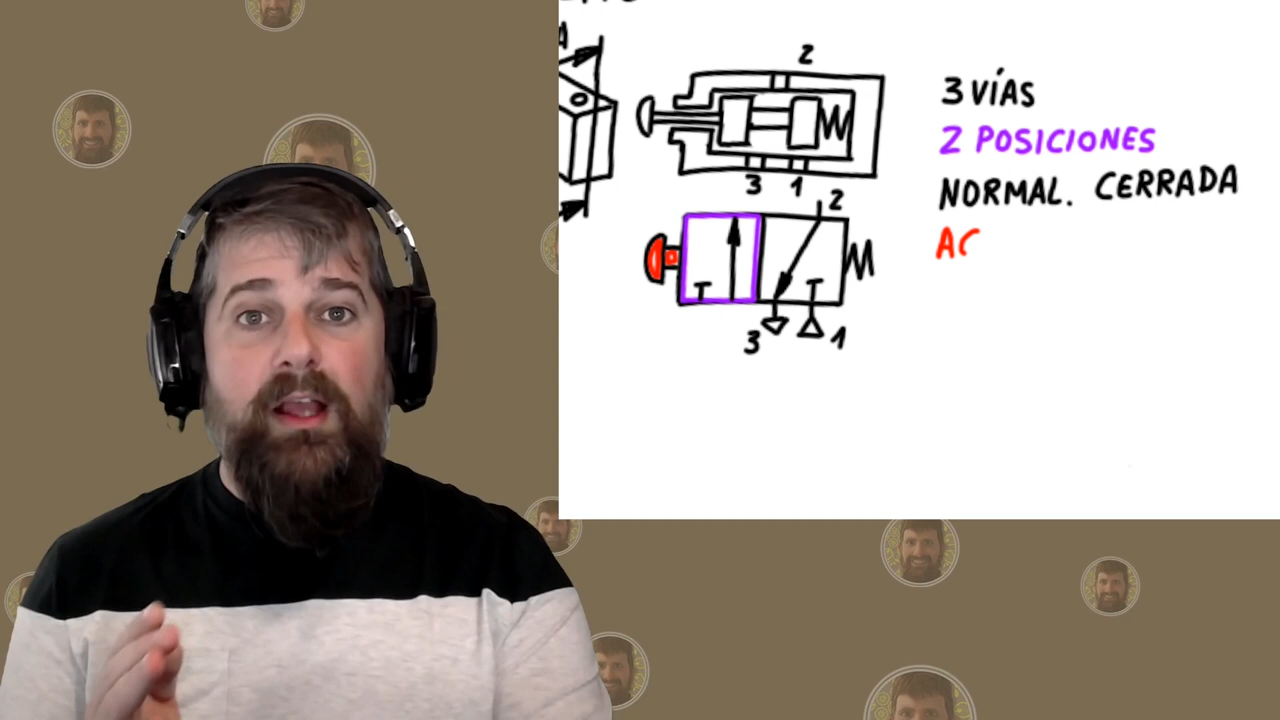 A
2
3 VÍAS
2 POSICIONES
NORMAL. CERRADA
AC
3 1
2
3
1